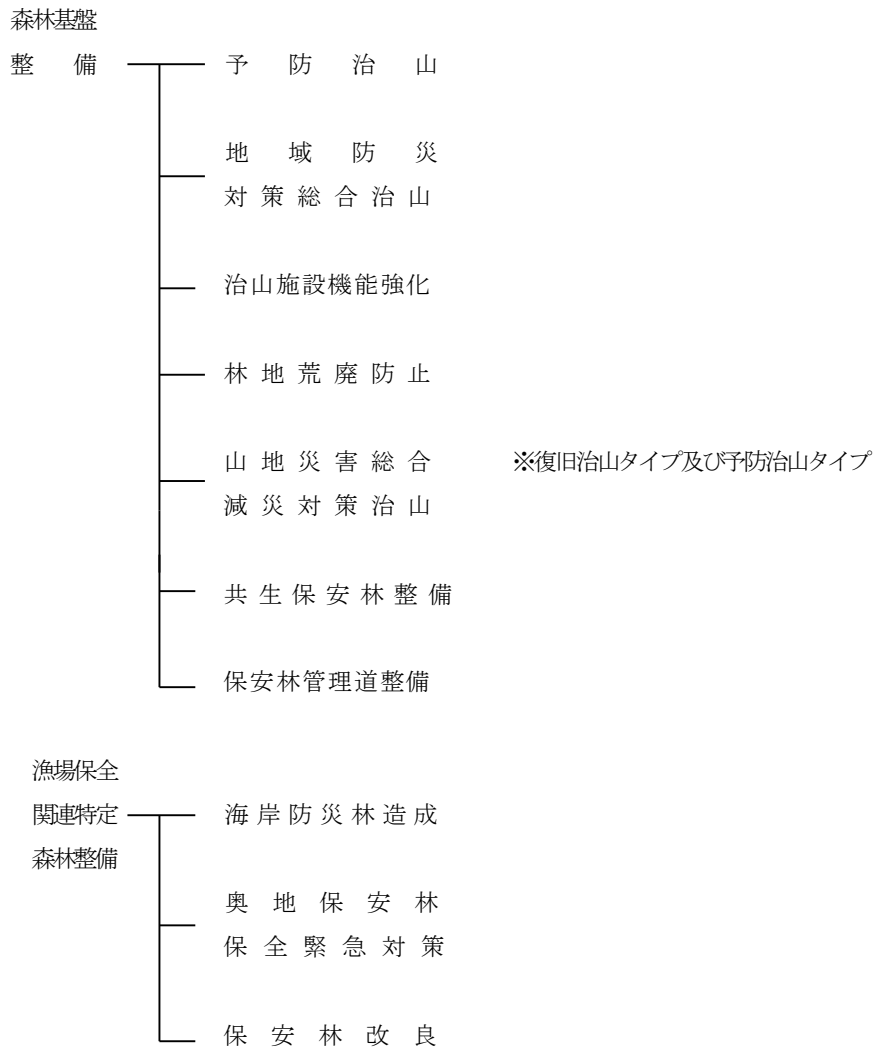 森林基盤
整備 予防治山
地域防災
対策総合治山
治山施設機能強化
林地荒廃防止
山地災害総合 ※復旧治山タイプ及び予防治山タイプ
減災対策治山
共生保安林整備
保安林管理道整備
漁場保全
関連特定 海岸防災林造成
森林整備
奥地保安林
保全緊急対策
保安林改良